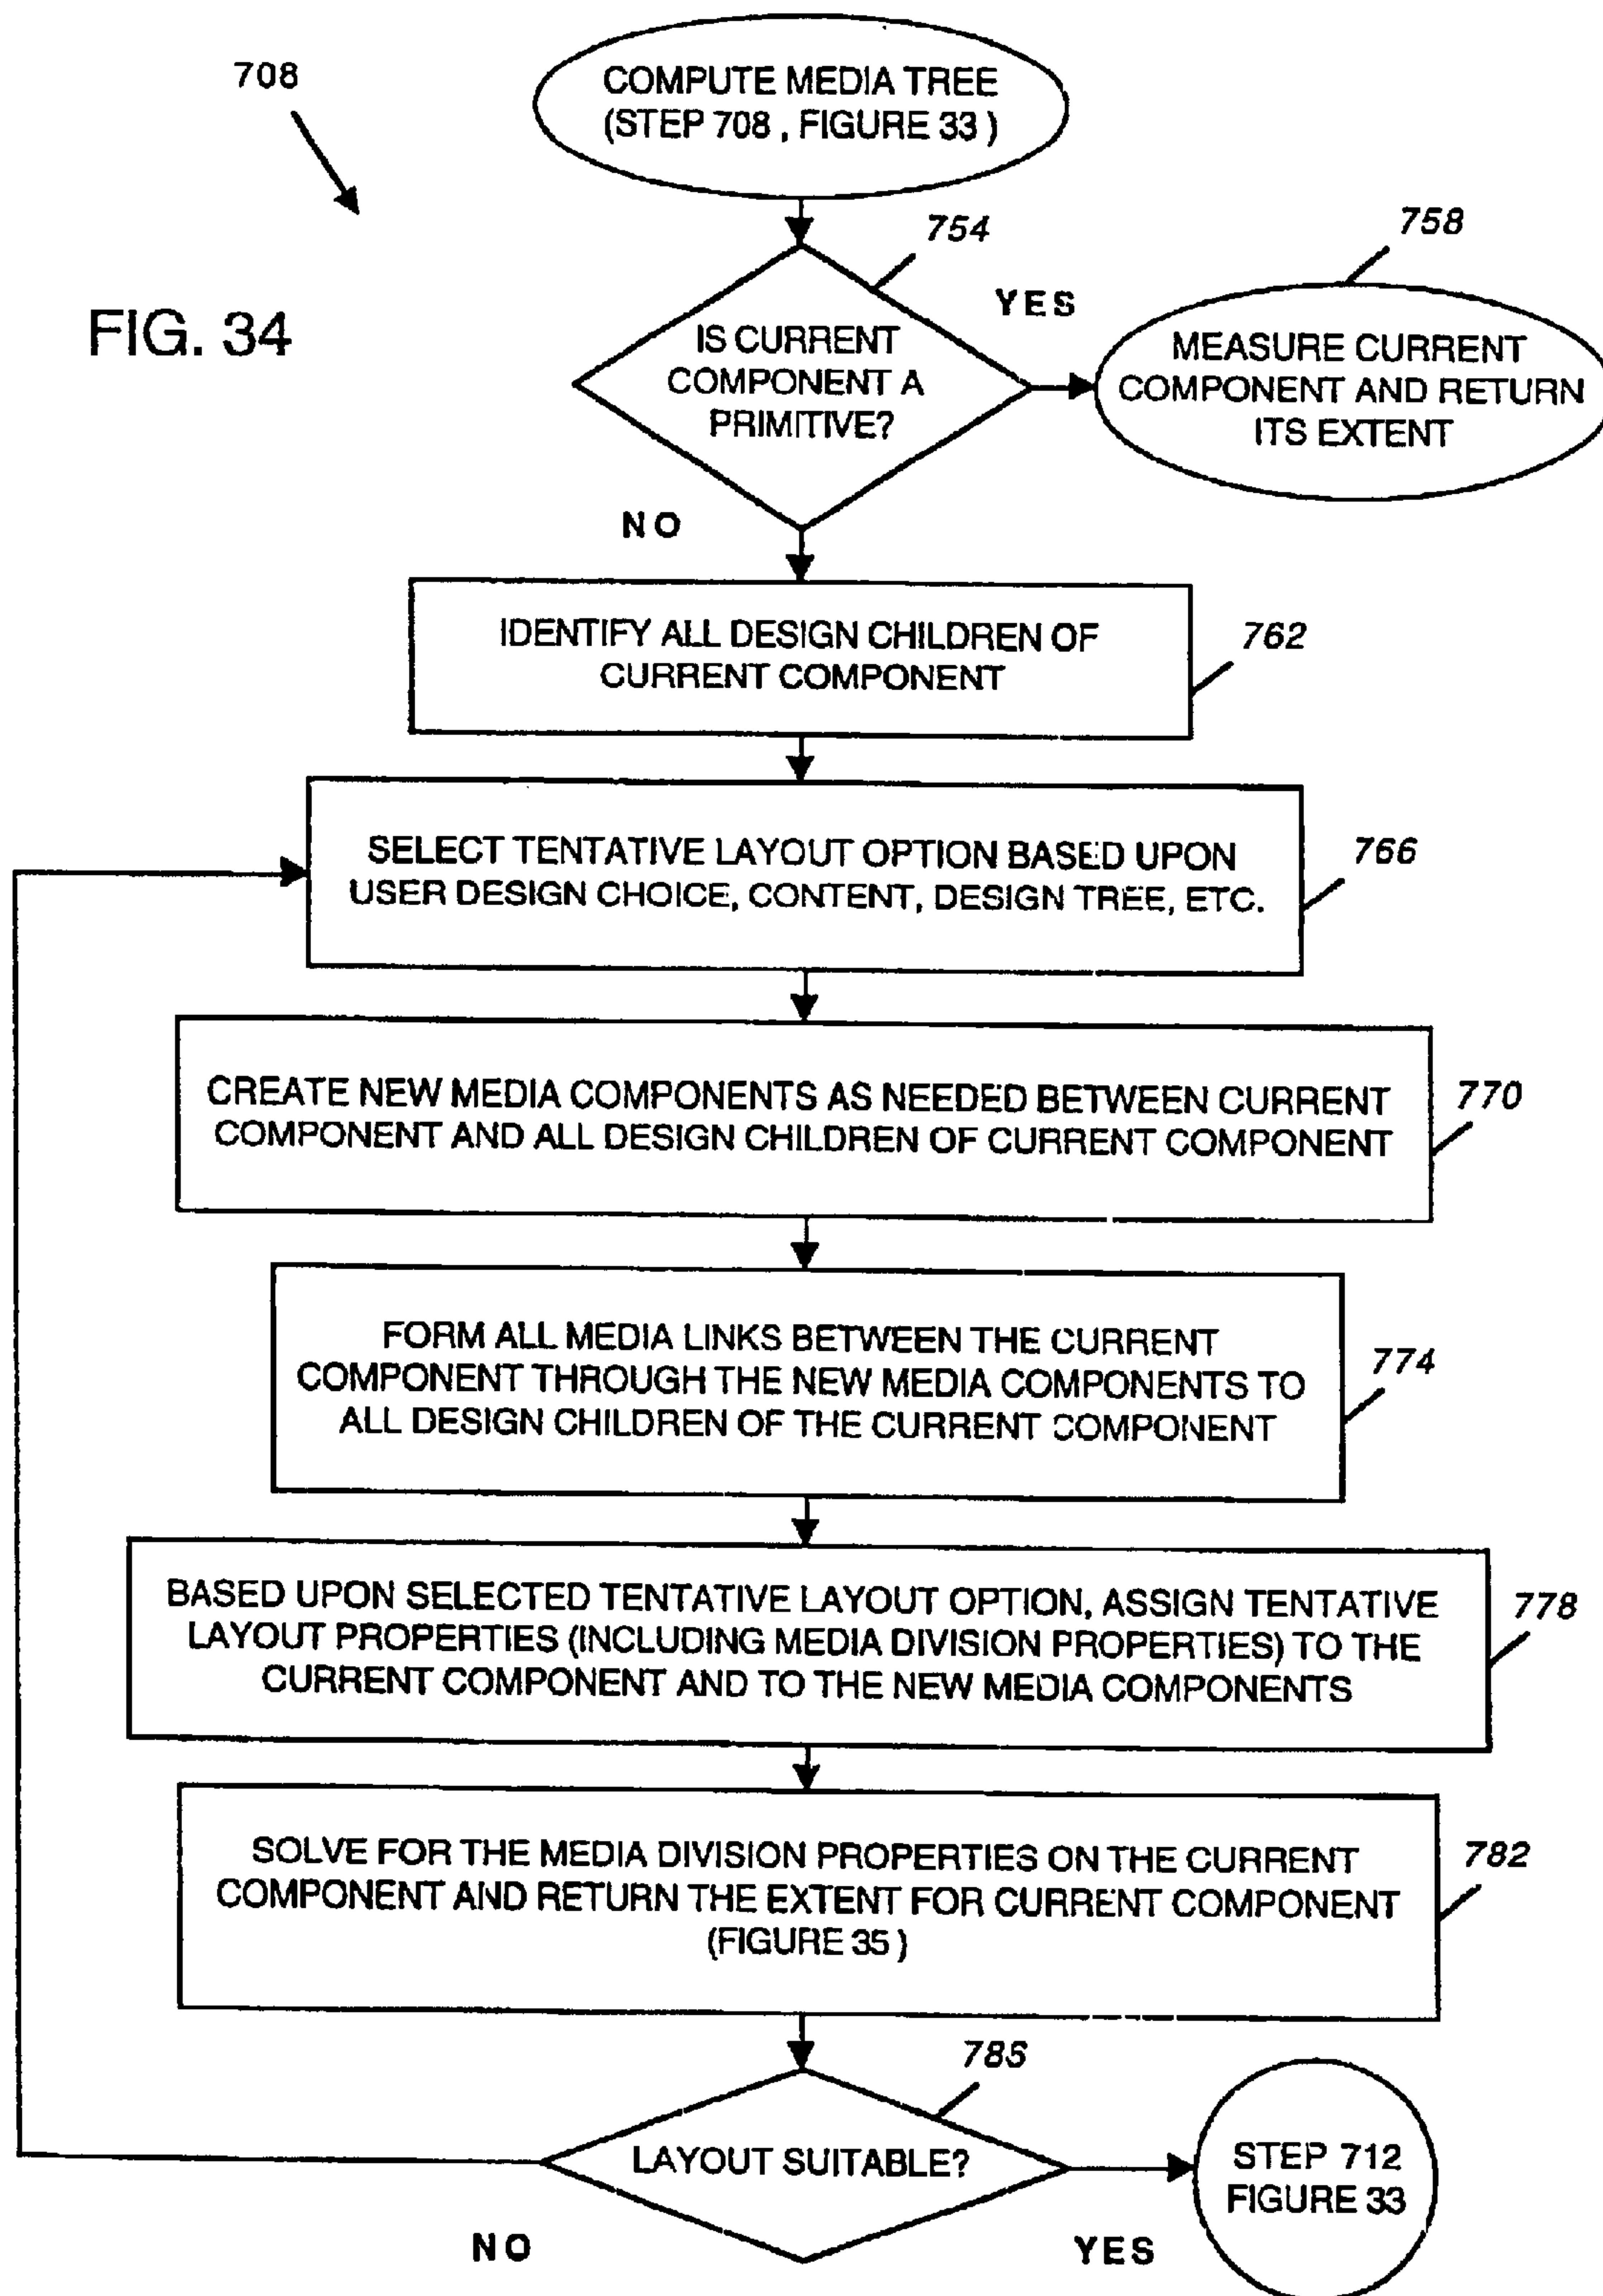 708
COMPUTE MEDIA TREE
(STEP 708 , FIGURE 33 )
FIG. 34
754
IS CURRENT
COMPONENT A
PRIMITIVE?
YES
758
MEASURE CURRENT
COMPONENT AND RETURN
ITS EXTENT
NO
IDENTIFY ALL DESIGN CHILDREN OF
CURRENT COMPONENT
762
SELECT TENTATIVE LAYOUT OPTION BASED UPON
USER DESIGN CHOICE, CONTENT, DESIGN TREE, ETC.
766
CREATE NEW MEDIA COMPONENTS AS NEEDED BETWEEN CURRENT
COMPONENT AND ALL DESIGN CHILDREN OF CURRENT COMPONENT
770
FORM ALL MEDIA LINKS BETWEEN THE CURRENT
COMPONENT THROUGH THE NEW MEDIA COMPONENTS TO
ALL DESIGN CHILDREN OF THE CURRENT COMPONENT
774
BASED UPON SELECTED TENTATIVE LAYOUT OPTION, ASSIGN TENTATIVE
LAYOUT PROPERTIES (INCLUDING MEDIA DIVISION PROPERTIES) TO THE
CURRENT COMPONENT AND TO THE NEW MEDIA COMPONENTS
778
SOLVE FOR THE MEDIA DIVISION PROPERTIES ON THE CURRENT
COMPONENT AND RETURN THE EXTENT FOR CURRENT COMPONENT
(FIGURE 35 )
782
LAYOUT SUITABLE?
NO
YES
STEP 712
FIGURE 33